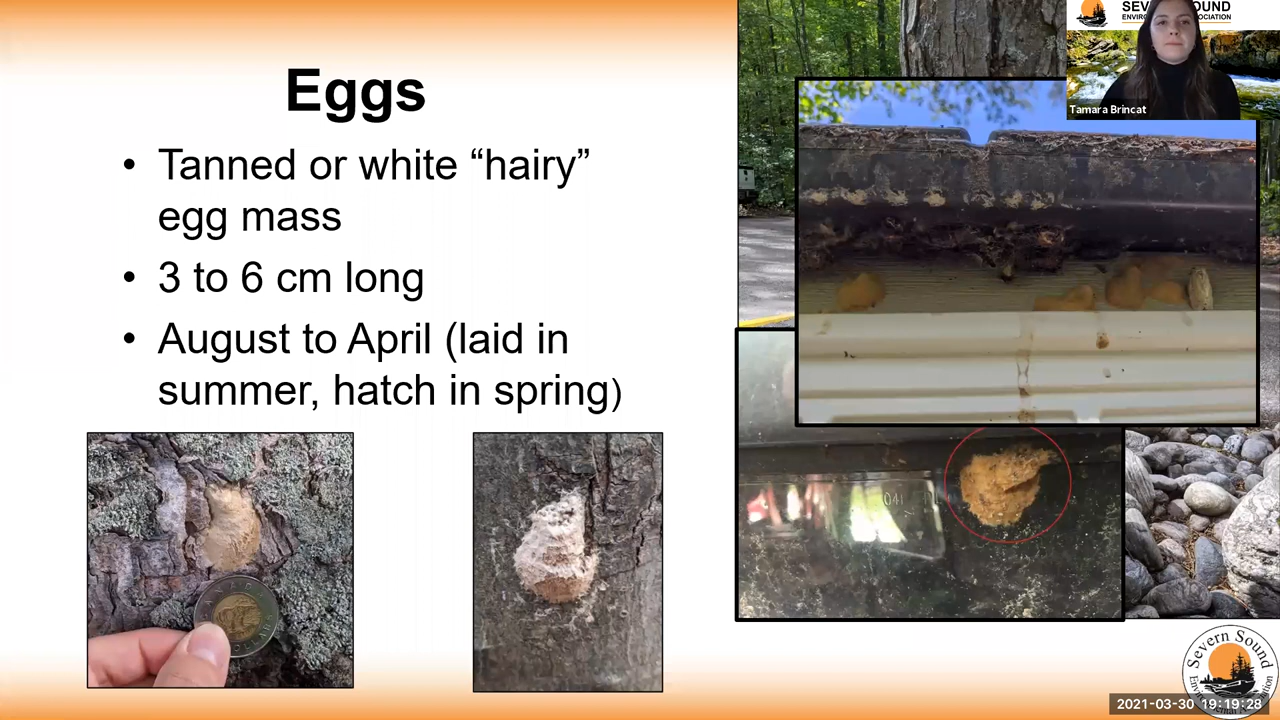 Eggs
• Tanned or white “hairy”
egg mass
• 3 to 6 cm long
• August to April (laid in
summer, hatch in spring)
Tamara Brincat
Severn Sound
2021-03-30 19:19:28